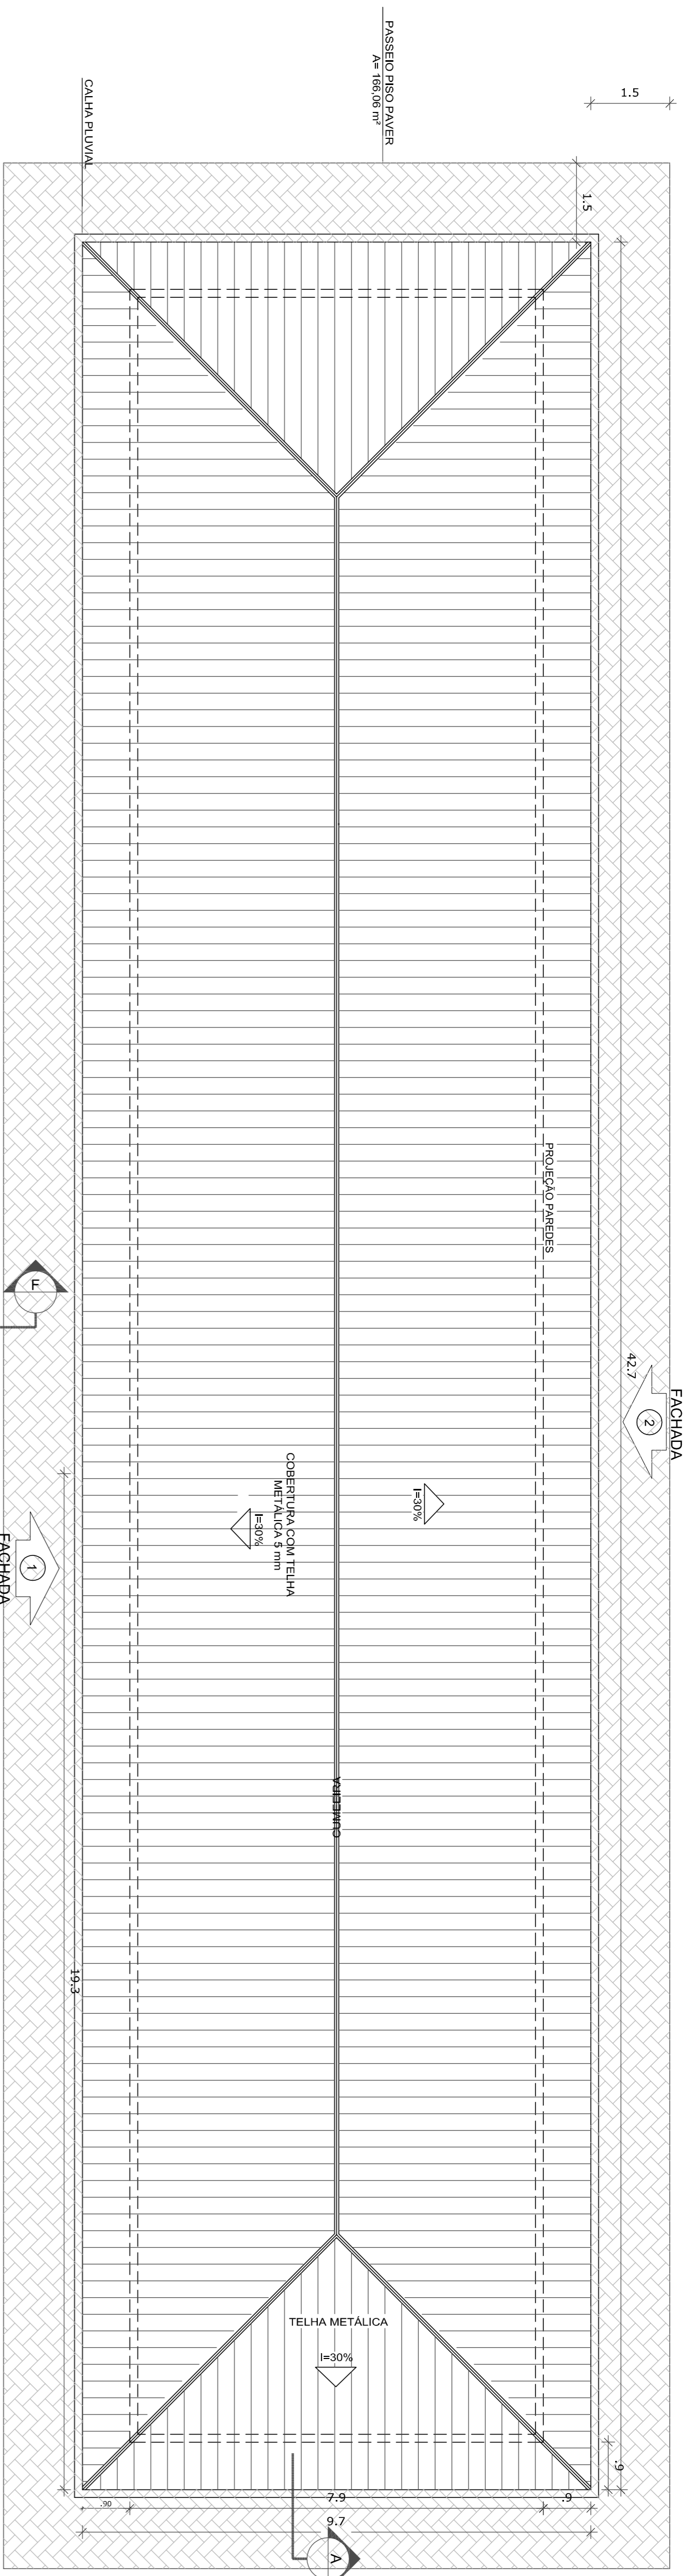 1.5
PASSEIO PISO PAVER
A= 166,06 m²
CALHA PLUVIAL
1.5
PROJEÇÃO PAREDES
F
42.7
FACHADA
2
COBERTURA COM TELHA
METÁLICA 5 mm
I=30%
I=30%
FACHADA
1
CUMEEIRA
19.3
TELHA METÁLICA
I=30%
.9
.90
7.9
.9
9.7
A